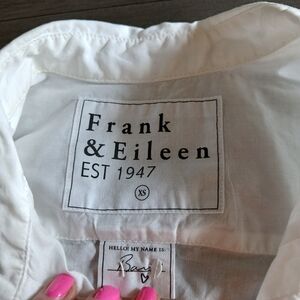 Frank
& Eileen
EST 1947
XS
HELLO! MY NAME IS: